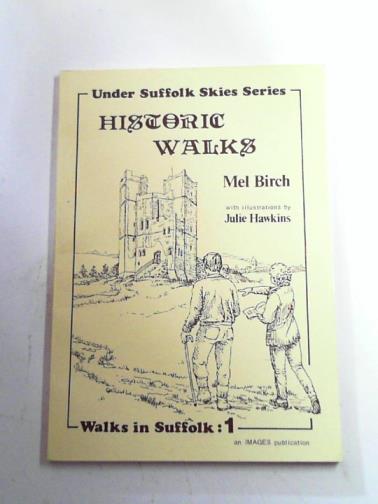 Under Suffolk Skies Series
HISTORIC
WALKS
Mel Birch
with illustrations by
Julie Hawkins
Walks in Suffolk: 1
an IMAGES publication